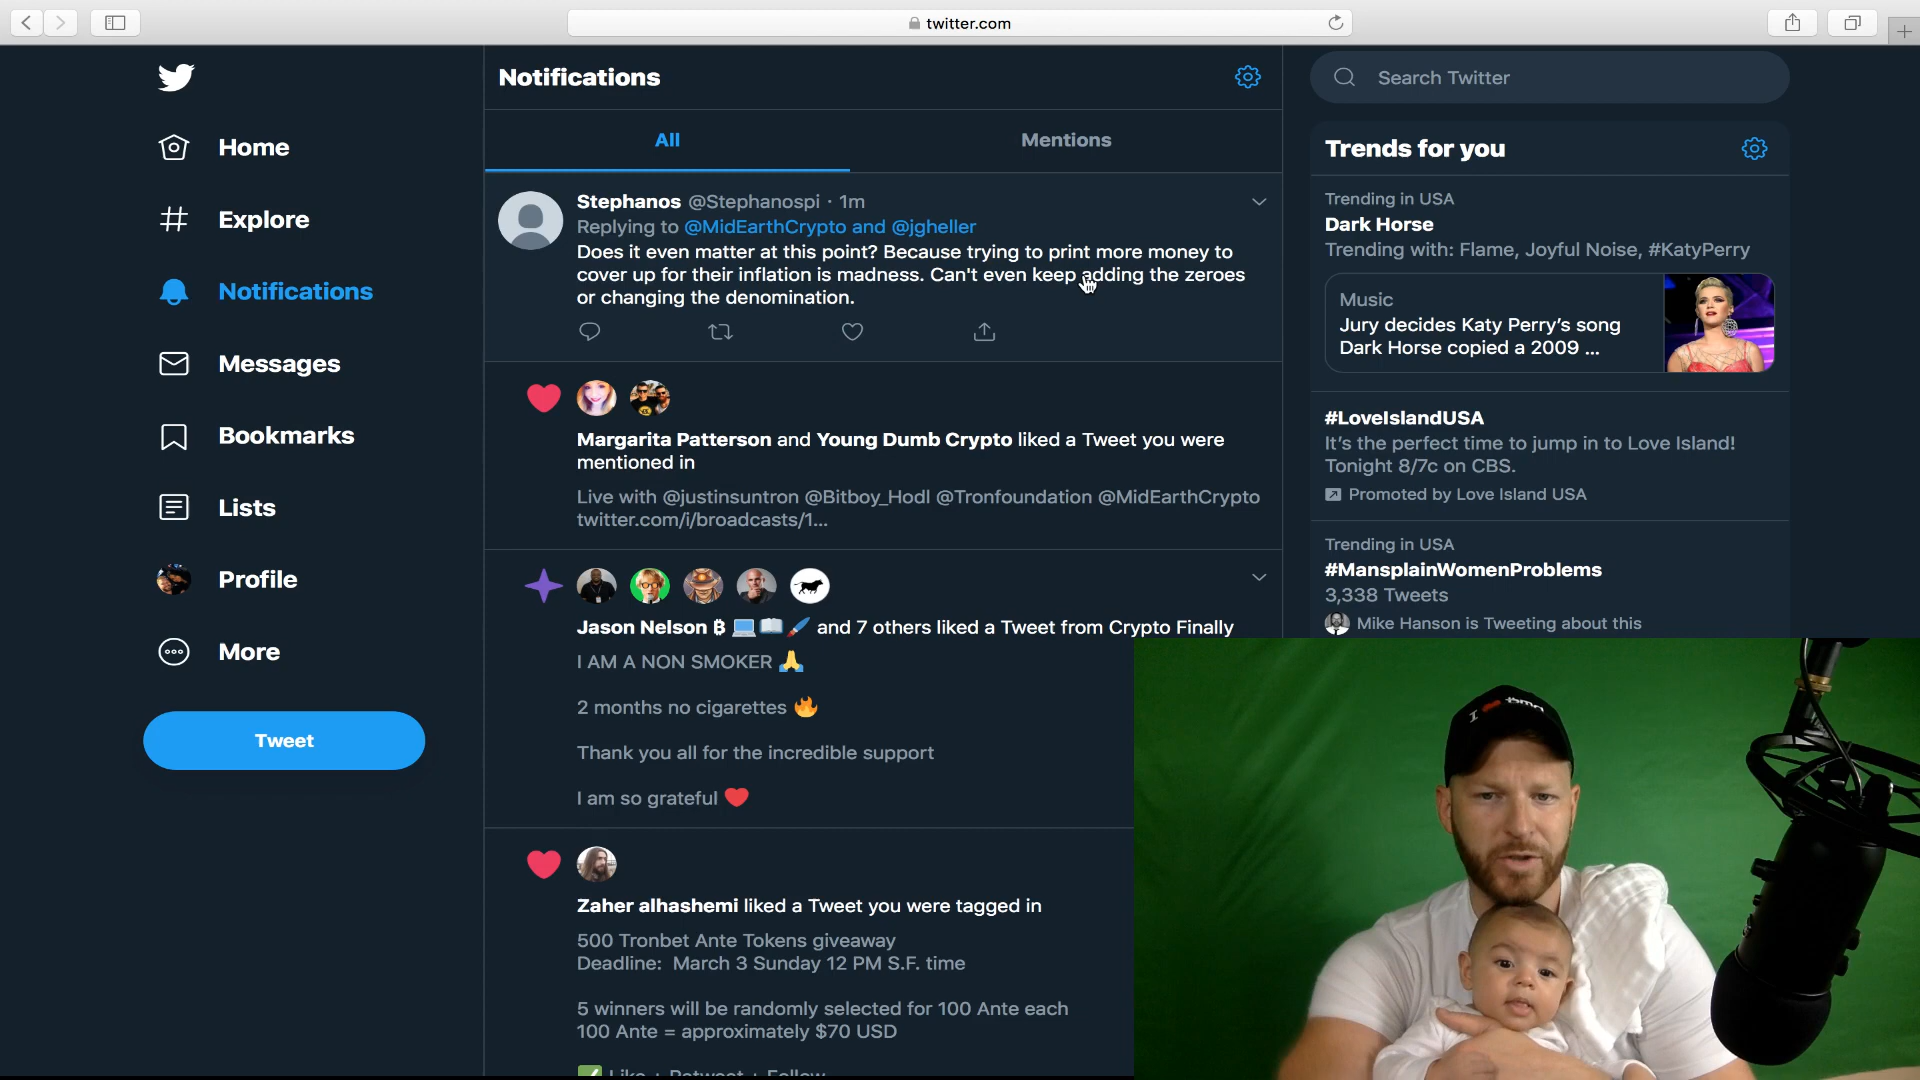 twitter.com
Notifications
Search Twitter
Home
Explore
Notifications
Messages
Bookmarks
Lists
Profile
More
Tweet
All
Mentions
Stephanos @Stephanospi · 1m
Replying to @MidEarthCrypto and @jgheller
Does it even matter at this point? Because trying to print more money to
cover up for their inflation is madness. Can't even keep adding the zeroes
or changing the denomination.
Margarita Patterson and Young Dumb Crypto liked a Tweet you were
mentioned in
Live with @justinsuntron @Bitboy_Hodl @Tronfoundation @MidEarthCrypto
twitter.com/i/broadcasts/1...
Jason Nelson ₿ 💻📖🖌️ and 7 others liked a Tweet from Crypto Finally
I AM A NON SMOKER 🙏
2 months no cigarettes 🔥
Thank you all for the incredible support
I am so grateful ❤️
Zaher alhashemi liked a Tweet you were tagged in
500 Tronbet Ante Tokens giveaway
Deadline: March 3 Sunday 12 PM S.F. time
5 winners will be randomly selected for 100 Ante each
100 Ante = approximately $70 USD
✅ Like + Retweet + Follow
Trends for you
Trending in USA
Dark Horse
Trending with: Flame, Joyful Noise, #KatyPerry
Music
Jury decides Katy Perry's song
Dark Horse copied a 2009 ...
#LoveIslandUSA
It's the perfect time to jump in to Love Island!
Tonight 8/7c on CBS.
Promoted by Love Island USA
Trending in USA
#MansplainWomenProblems
3,338 Tweets
Mike Hanson is Tweeting about this